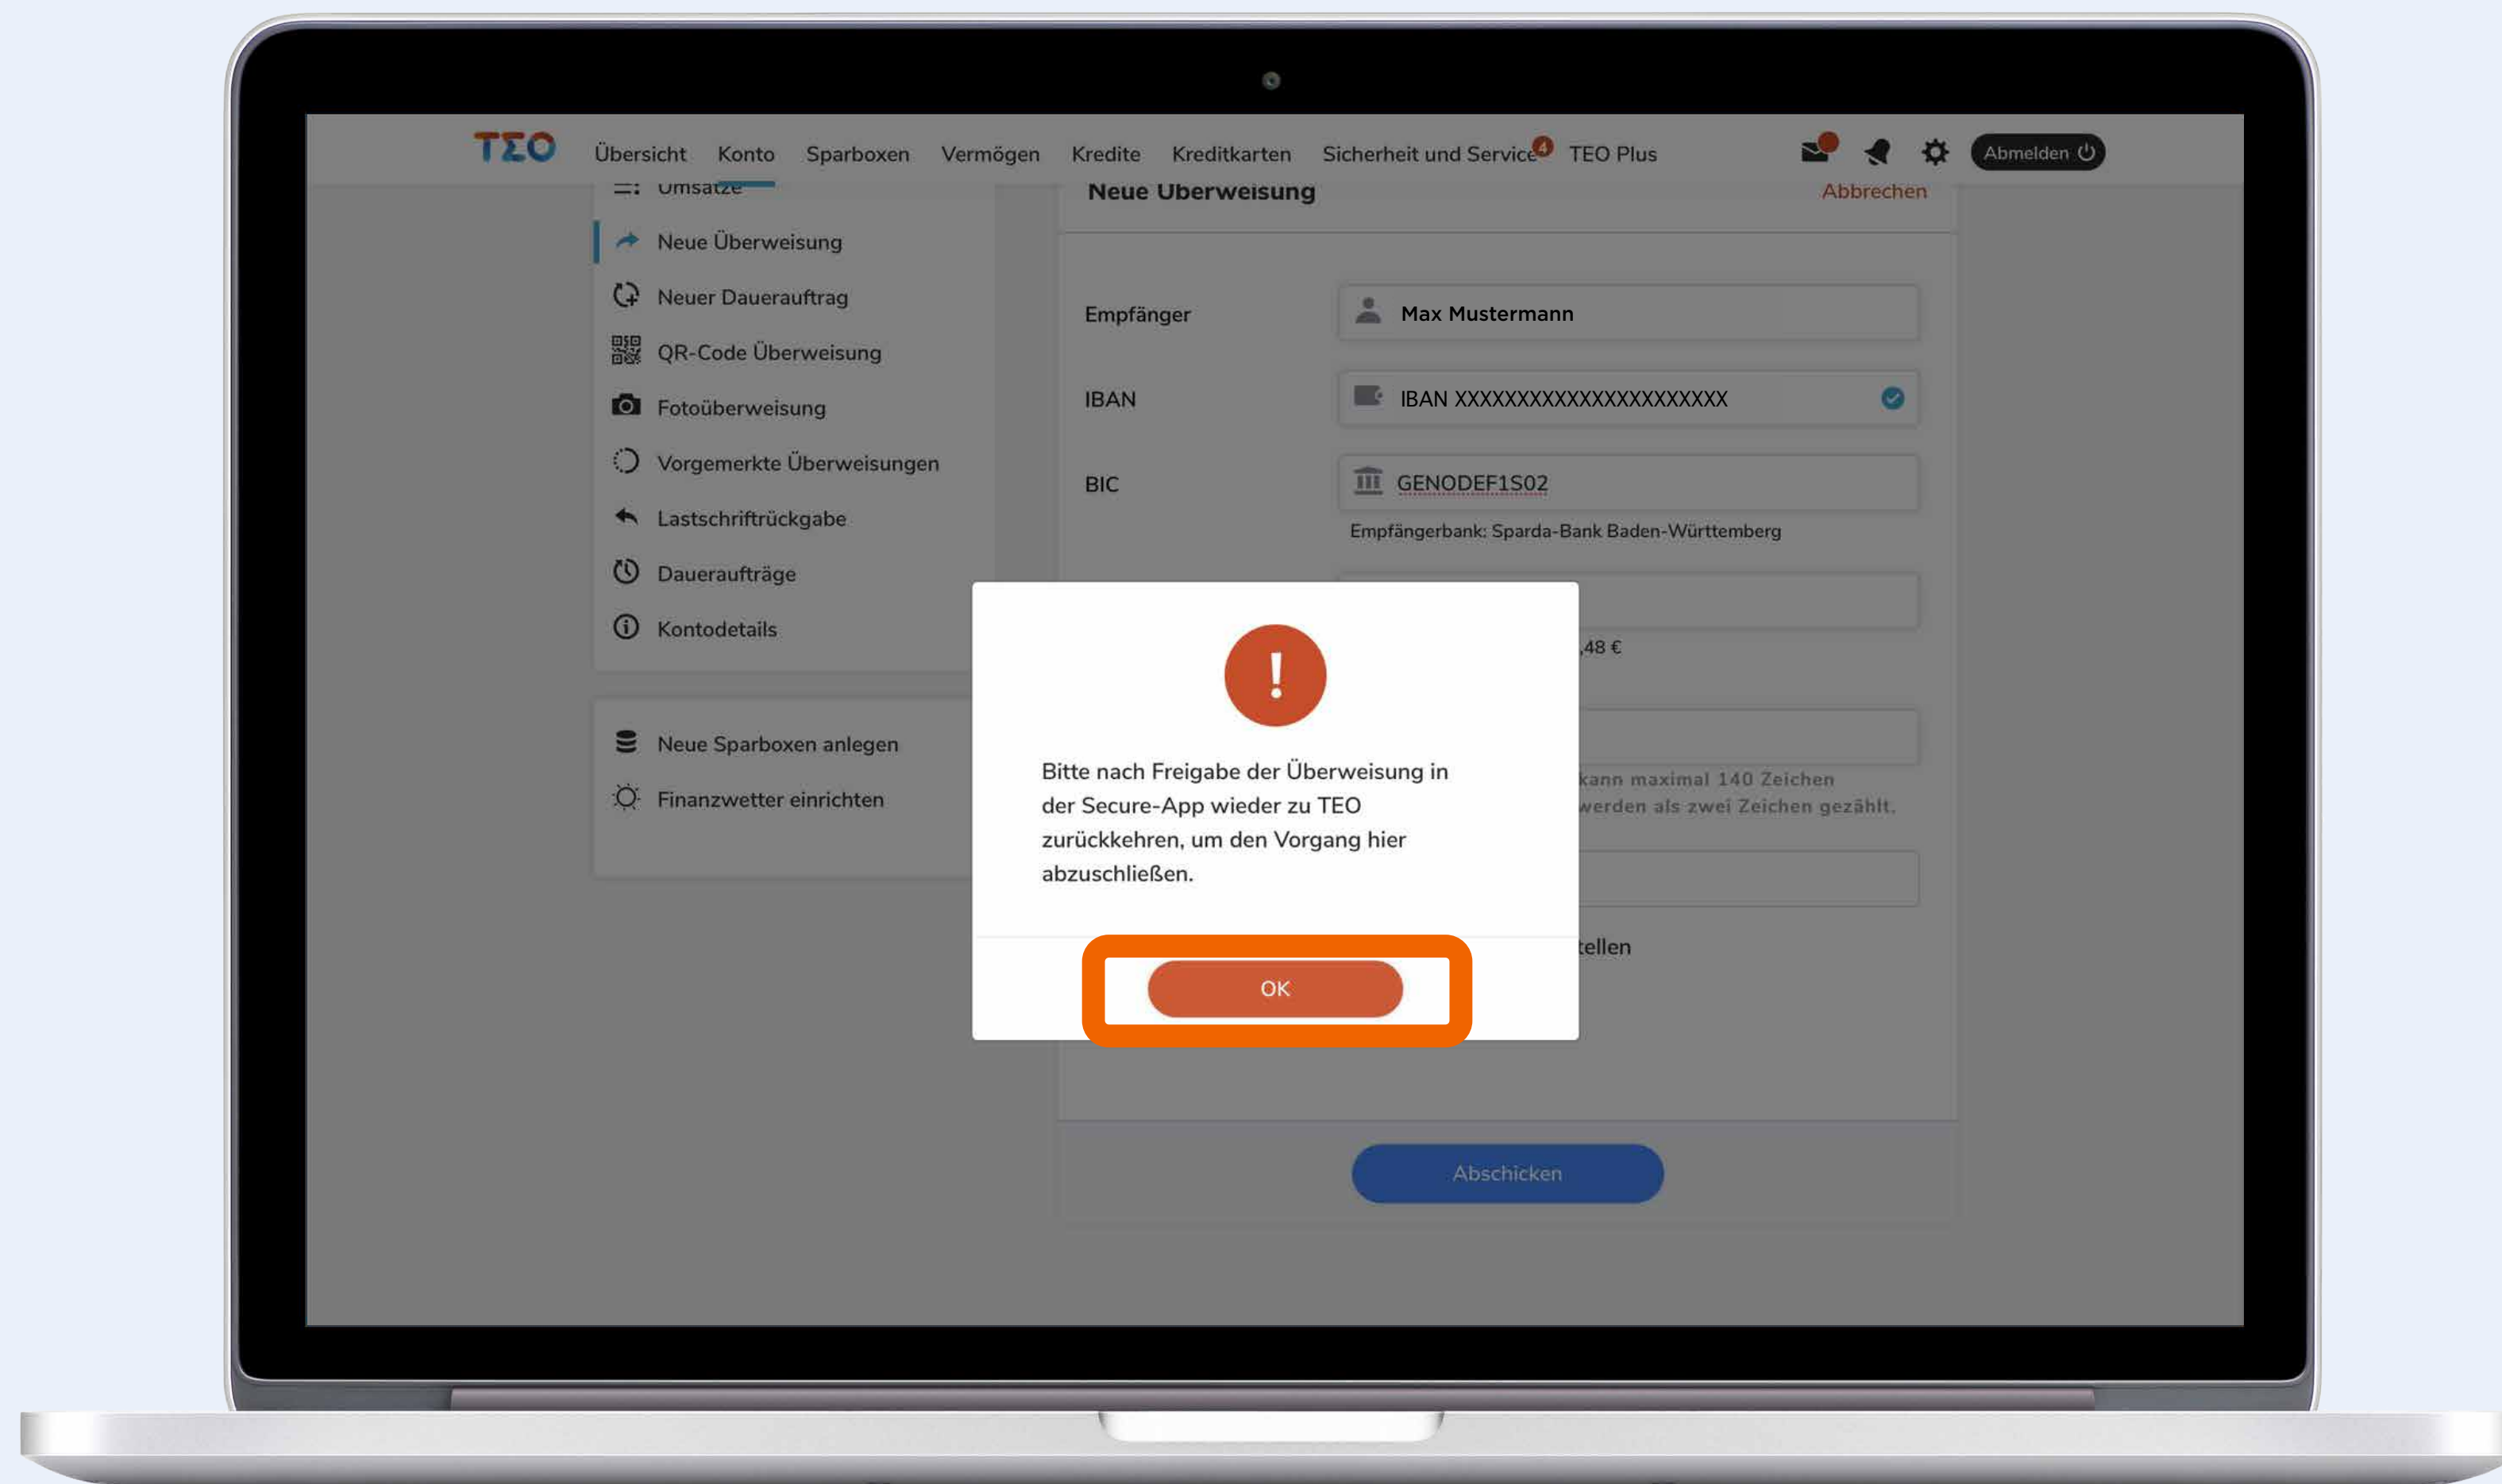 TEO
Übersicht Konto Sparboxen Vermögen Kredite Kreditkarten Sicherheit und Service 4 TEO Plus Abmelden
Umsätze
Neue Überweisung
Neuer Dauerauftrag
QR-Code Überweisung
Fotoüberweisung
Vorgemerkte Überweisungen
Lastschriftrückgabe
Daueraufträge
Kontodetails
Neue Sparboxen anlegen
Finanzwetter einrichten
Neue Überweisung Abbrechen
Empfänger Max Mustermann
IBAN IBAN XXXXXXXXXXXXXXXXXXXXXX
BIC GENODEF1S02
Empfängerbank: Sparda-Bank Baden-Württemberg
,48 €
kann maximal 140 Zeichen
werden als zwei Zeichen gezählt.
tellen
!
Bitte nach Freigabe der Überweisung in
der Secure-App wieder zu TEO
zurückkehren, um den Vorgang hier
abzuschließen.
OK
Abschicken